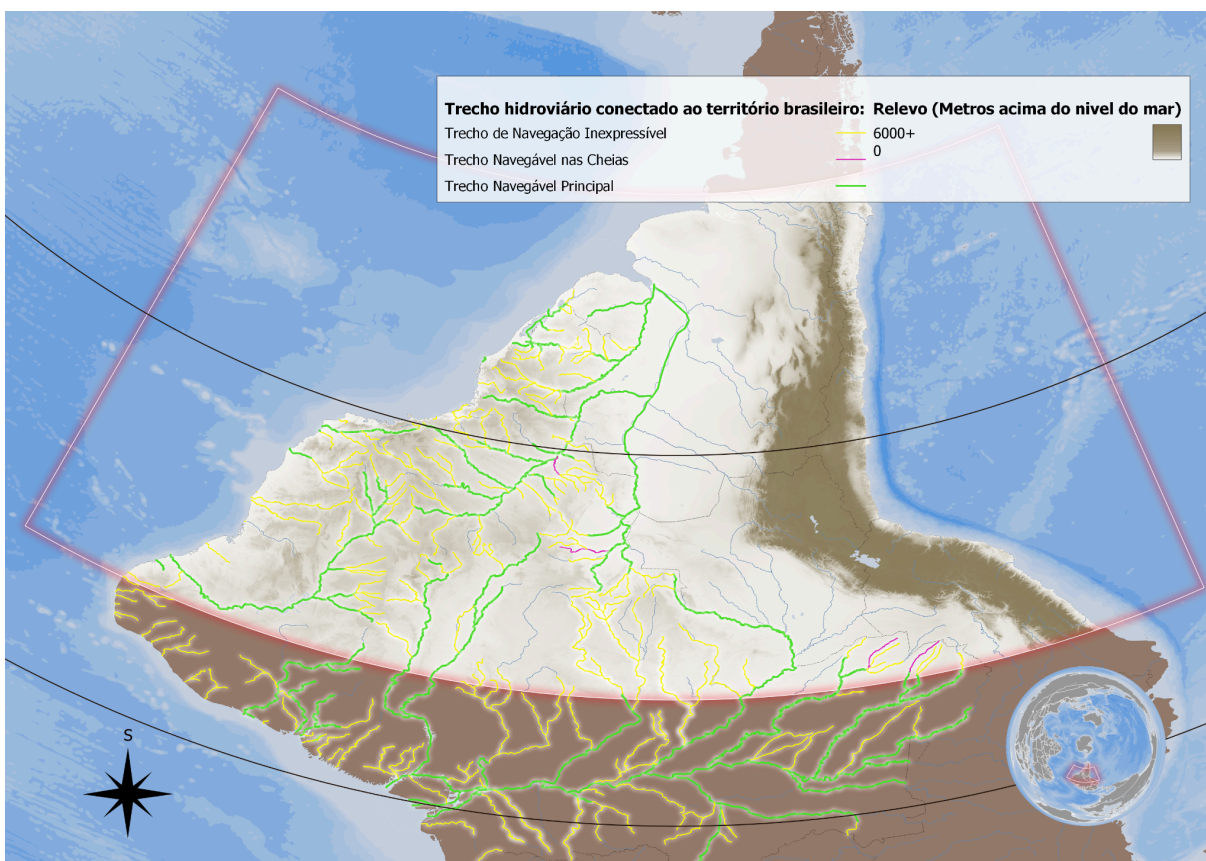 Trecho hidroviário conectado ao território brasileiro: Relevo (Metros acima do nivel do mar)
Trecho de Navegação Inexpressível 6000+
0
Trecho Navegável nas Cheias
Trecho Navegável Principal
S